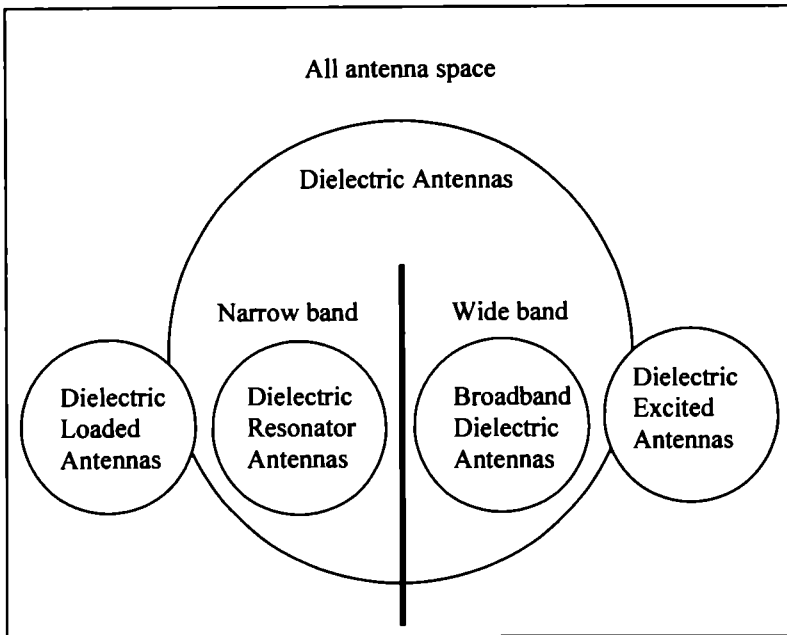 All antenna space
Dielectric Antennas
Narrow band
Wide band
Dielectric
Loaded
Antennas
Dielectric
Resonator
Antennas
Broadband
Dielectric
Antennas
Dielectric
Excited
Antennas